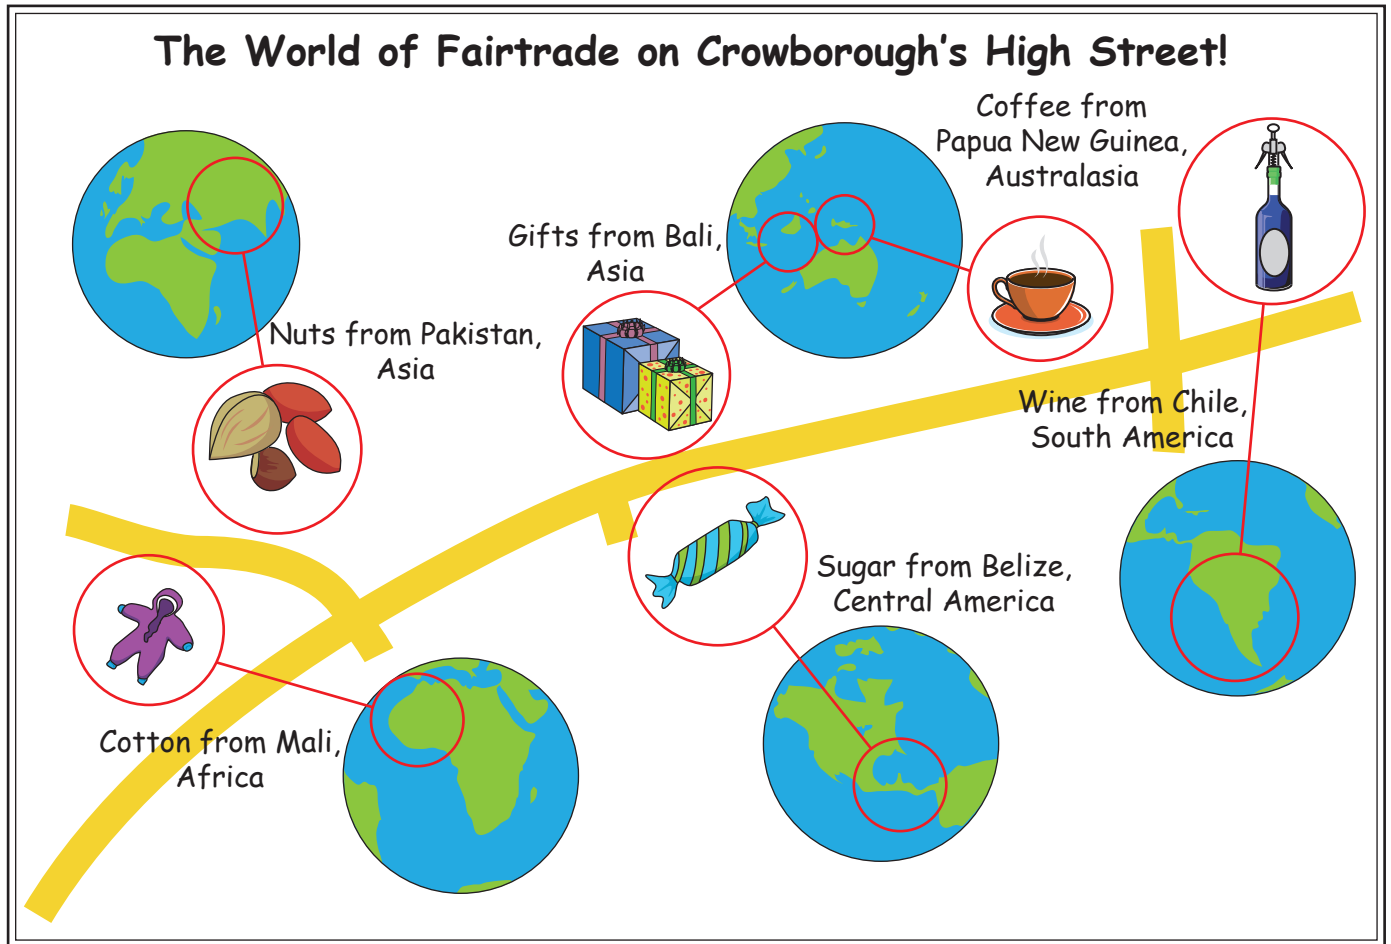 The World of Fairtrade on Crowborough's High Street!
Coffee from
Papua New Guinea,
Australasia
Gifts from Bali,
Asia
Nuts from Pakistan,
Asia
Wine from Chile,
South America
Sugar from Belize,
Central America
Cotton from Mali,
Africa